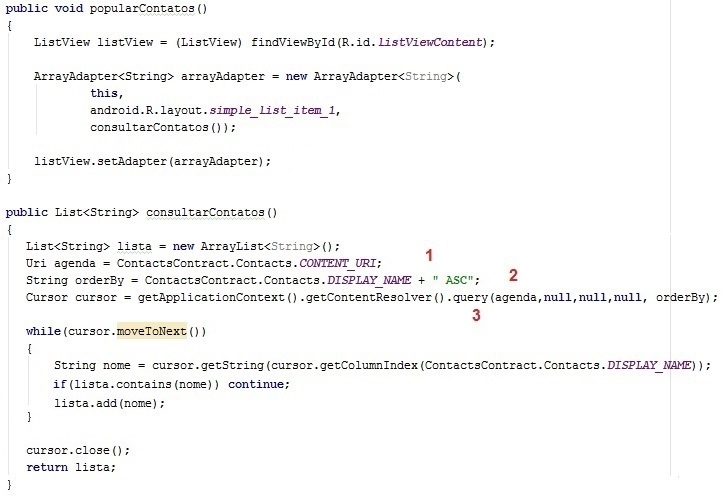 public void popularContatos()
{
ListView listView = (ListView) findViewById(R.id.listViewContent);
ArrayAdapter<String> arrayAdapter = new ArrayAdapter<String>(
this,
android.R.layout.simple_list_item_1,
consultarContatos());
listView.setAdapter(arrayAdapter);
}
public List<String> consultarContatos()
{
List<String> lista = new ArrayList<String>();
Uri agenda = ContactsContract.Contacts.CONTENT_URI; 1
String orderBy = ContactsContract.Contacts.DISPLAY_NAME + " ASC"; 2
Cursor cursor = getApplicationContext().getContentResolver().query(agenda,null,null,null, orderBy);
3
while(cursor.moveToNext())
{
String nome = cursor.getString(cursor.getColumnIndex(ContactsContract.Contacts.DISPLAY_NAME));
if(lista.contains(nome)) continue;
lista.add(nome);
}
cursor.close();
return lista;
}